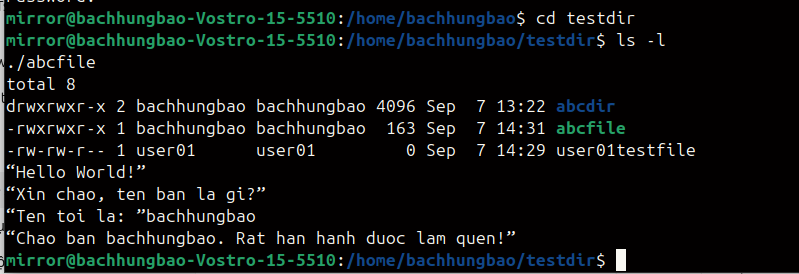 mirror@bachhungbao-Vostro-15-5510:/home/bachhungbao$ cd testdir
mirror@bachhungbao-Vostro-15-5510:/home/bachhungbao/testdir$ ls -l
./abcfile
total 8
drwxrwxr-x 2 bachhungbao bachhungbao 4096 Sep  7 13:22 abcdir
-rwxrwxr-x 1 bachhungbao bachhungbao  163 Sep  7 14:31 abcfile
-rw-rw-r-- 1 user01      user01         0 Sep  7 14:29 user01testfile
“Hello World!”
“Xin chao, ten ban la gi?”
“Ten toi la: ”bachhungbao
“Chao ban bachhungbao. Rat han hanh duoc lam quen!”
mirror@bachhungbao-Vostro-15-5510:/home/bachhungbao/testdir$